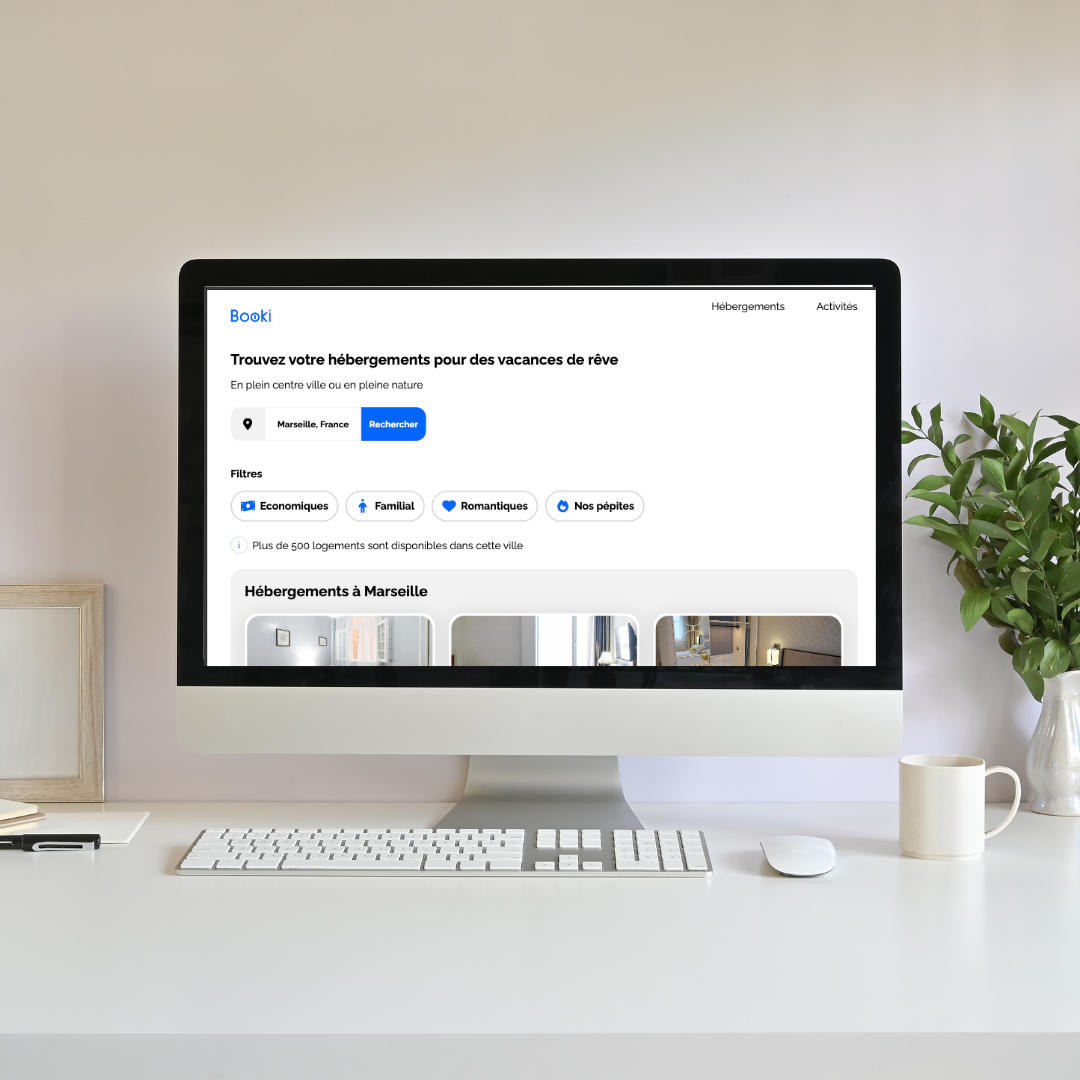 Booki
Hébergements
Activités
Trouvez votre hébergements pour des vacances de rêve
En plein centre ville ou en pleine nature
Marseille, France
Rechercher
Filtres
Economiques
Familial
Romantiques
Nos pépites
i
Plus de 500 logements sont disponibles dans cette ville
Hébergements à Marseille